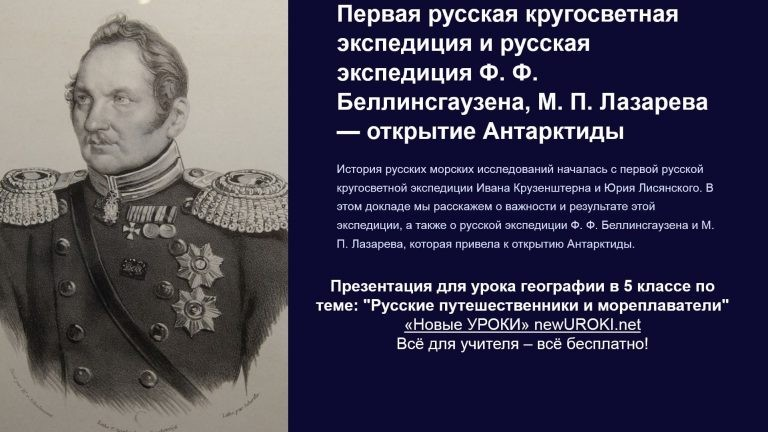 Первая русская кругосветная
экспедиция и русская
экспедиция Ф. Ф.
Беллинсгаузена, М. П. Лазарева
— открытие Антарктиды
История русских морских исследований началась с первой русской
кругосветной экспедиции Ивана Крузенштерна и Юрия Лисянского. В
этом докладе мы расскажем о важности и результате этой
экспедиции, а также о русской экспедиции Ф. Ф. Беллинсгаузена и М.
П. Лазарева, которая привела к открытию Антарктиды.
Презентация для урока географии в 5 классе по
теме: "Русские путешественники и мореплаватели"
«Новые УРОКИ» newUROKI.net
Всё для учителя – всё бесплатно!